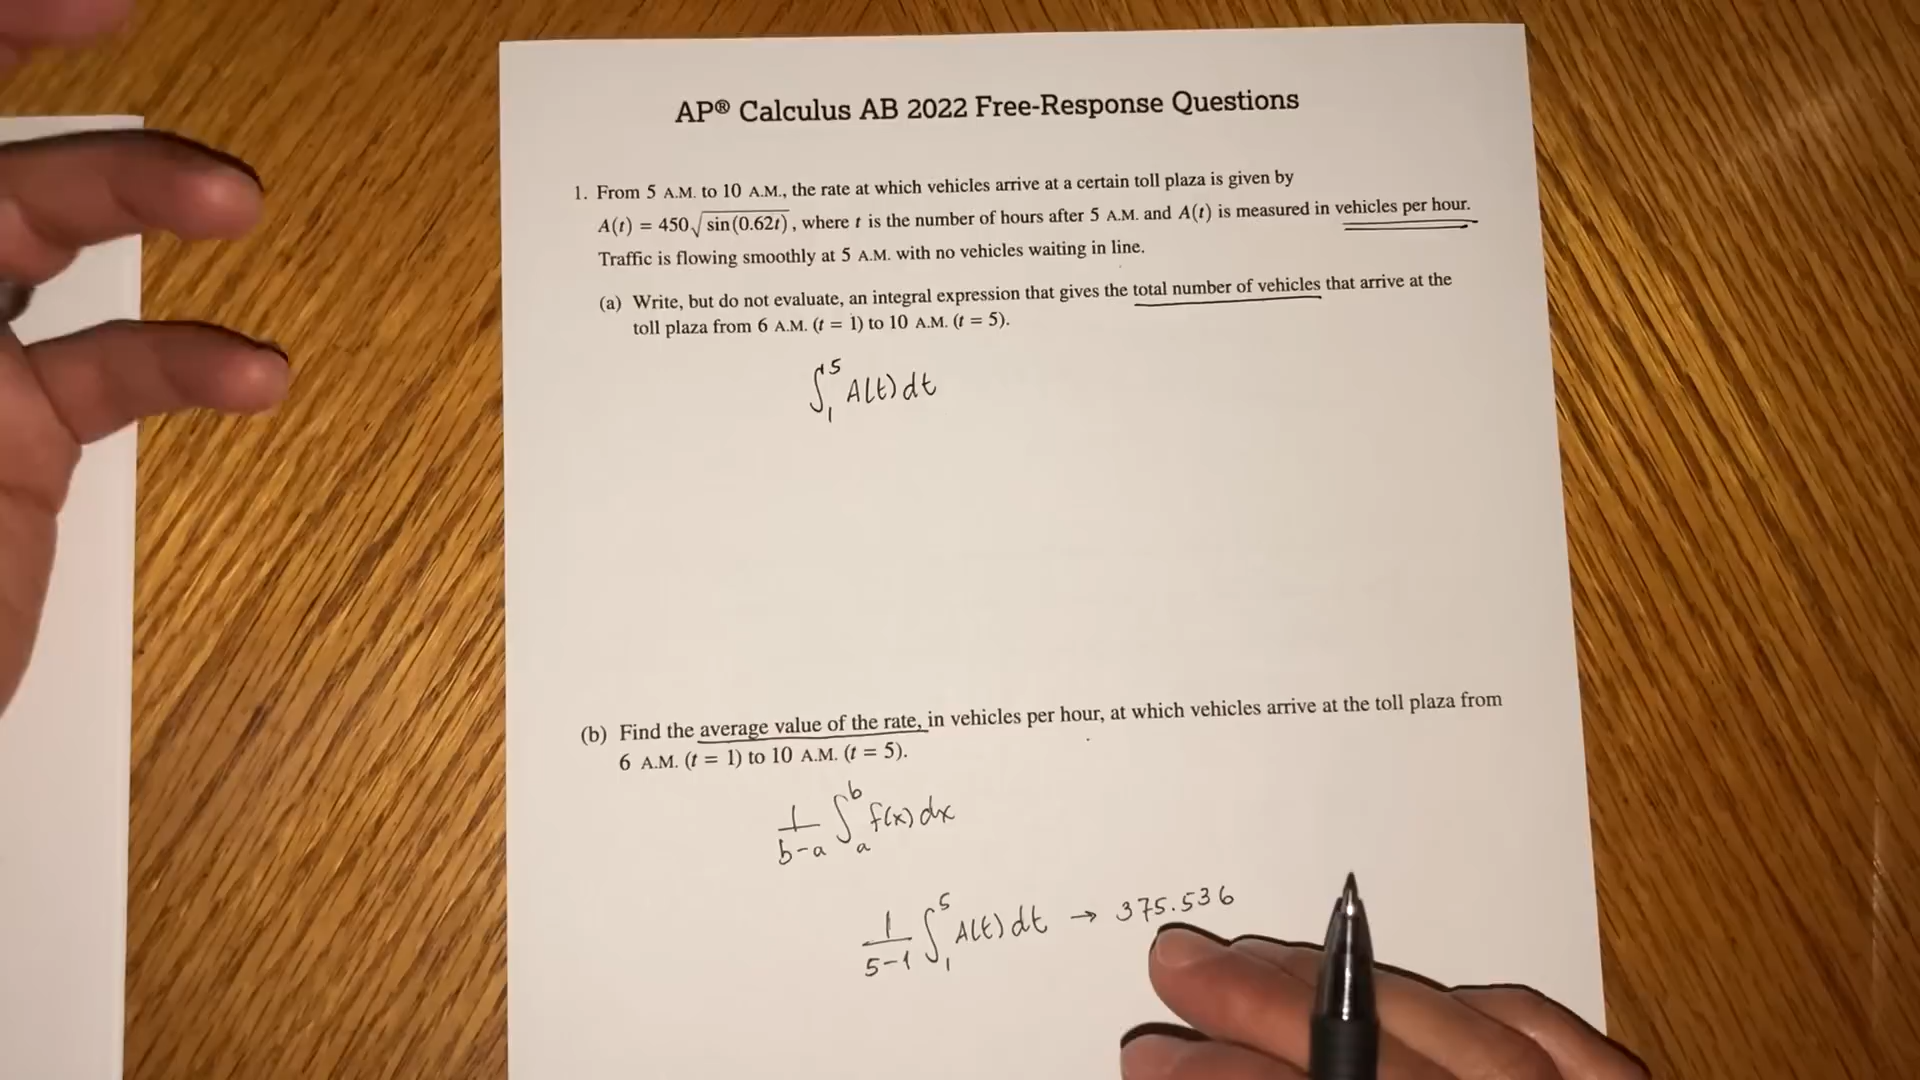 AP® Calculus AB 2022 Free-Response Questions
1. From 5 A.M. to 10 A.M., the rate at which vehicles arrive at a certain toll plaza is given by
A(t) = 450√sin(0.62t), where t is the number of hours after 5 A.M. and A(t) is measured in vehicles per hour.
Traffic is flowing smoothly at 5 A.M. with no vehicles waiting in line.
(a) Write, but do not evaluate, an integral expression that gives the total number of vehicles that arrive at the
toll plaza from 6 A.M. (t = 1) to 10 A.M. (t = 5).
∫₁⁵ A(t) dt
(b) Find the average value of the rate, in vehicles per hour, at which vehicles arrive at the toll plaza from
6 A.M. (t = 1) to 10 A.M. (t = 5).
1/(b-a) ∫ₐᵇ f(x) dx
1/(5-1) ∫₁⁵ A(t) dt → 375.536